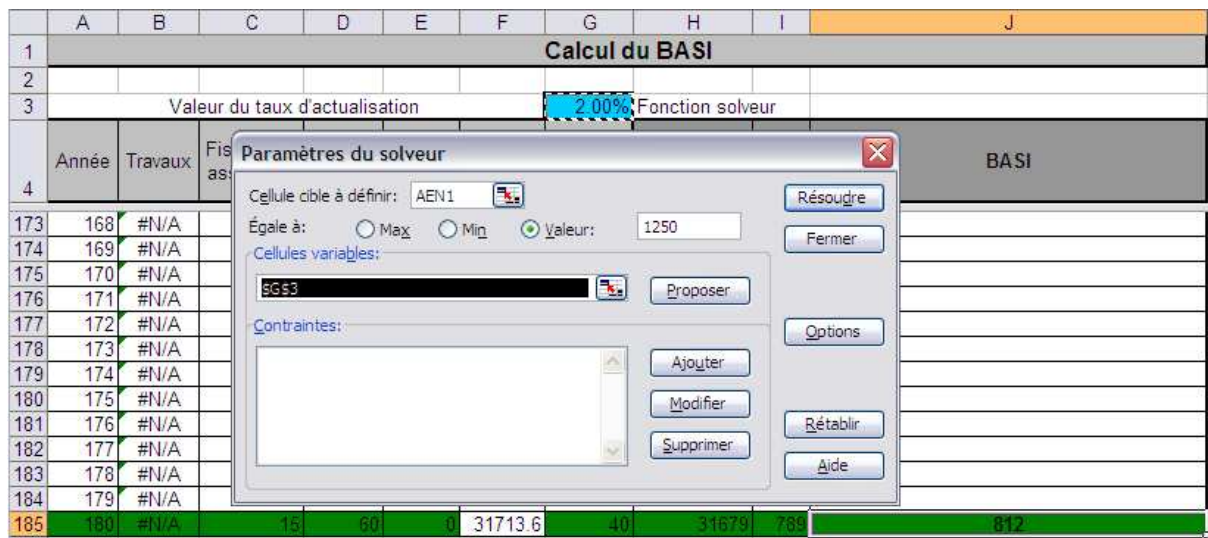 A B C D E F G H I J
1 Calcul du BASI
2
3 Valeur du taux d'actualisation 2.00% Fonction solveur
4 Année Travaux Fis ass BASI
Paramètres du solveur
Cellule cible à définir: AEN1 Résoudre
Égale à: Max Min Valeur: 1250 Fermer
Cellules variables:
$G$3 Proposer
Contraintes: Options
Ajouter
Modifier Rétablir
Supprimer Aide
173 168 #N/A
174 169 #N/A
175 170 #N/A
176 171 #N/A
177 172 #N/A
178 173 #N/A
179 174 #N/A
180 175 #N/A
181 176 #N/A
182 177 #N/A
183 178 #N/A
184 179 #N/A
185 180 #N/A 15 60 0 31713.6 40 31679 789 812